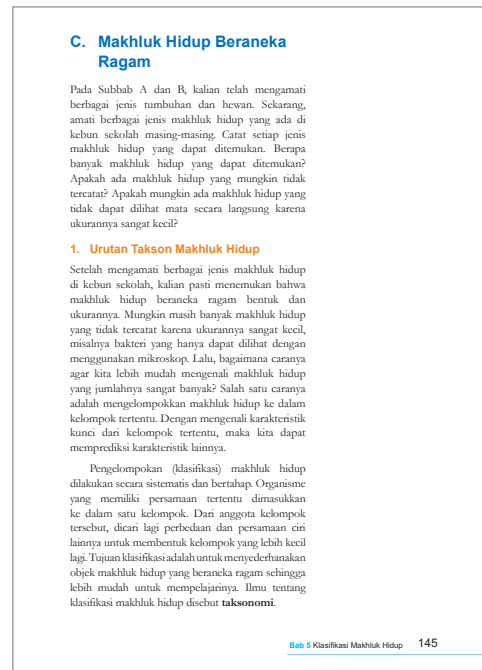 C. Makhluk Hidup Beraneka
Ragam
Pada Subbab A dan B, kalian telah mengamati
berbagai jenis tumbuhan dan hewan. Sekarang,
amati berbagai jenis makhluk hidup yang ada di
kebun sekolah masing-masing. Catat setiap jenis
makhluk hidup yang dapat ditemukan. Berapa
banyak makhluk hidup yang dapat ditemukan?
Apakah ada makhluk hidup yang mungkin tidak
tercatat? Apakah mungkin ada makhluk hidup yang
tidak dapat dilihat mata secara langsung karena
ukurannya sangat kecil?
1. Urutan Takson Makhluk Hidup
Setelah mengamati berbagai jenis makhluk hidup
di kebun sekolah, kalian pasti menemukan bahwa
makhluk hidup beraneka ragam bentuk dan
ukurannya. Mungkin masih banyak makhluk hidup
yang tidak tercatat karena ukurannya sangat kecil,
misalnya bakteri yang hanya dapat dilihat dengan
menggunakan mikroskop. Lalu, bagaimana caranya
agar kita lebih mudah mengenali makhluk hidup
yang jumlahnya sangat banyak? Salah satu caranya
adalah mengelompokkan makhluk hidup ke dalam
kelompok tertentu. Dengan mengenali karakteristik
kunci dari kelompok tertentu, maka kita dapat
memprediksi karakteristik lainnya.
Pengelompokan (klasifikasi) makhluk hidup
dilakukan secara sistematis dan bertahap. Organisme
yang memiliki persamaan tertentu dimasukkan
ke dalam satu kelompok. Dari anggota kelompok
tersebut, dicari lagi perbedaan dan persamaan ciri
lainnya untuk membentuk kelompok yang lebih kecil
lagi. Tujuan klasifikasi adalah untuk menyederhanakan
objek makhluk hidup yang beraneka ragam sehingga
lebih mudah untuk mempelajarinya. Ilmu tentang
klasifikasi makhluk hidup disebut taksonomi.
Bab 5 Klasifikasi Makhluk Hidup 145